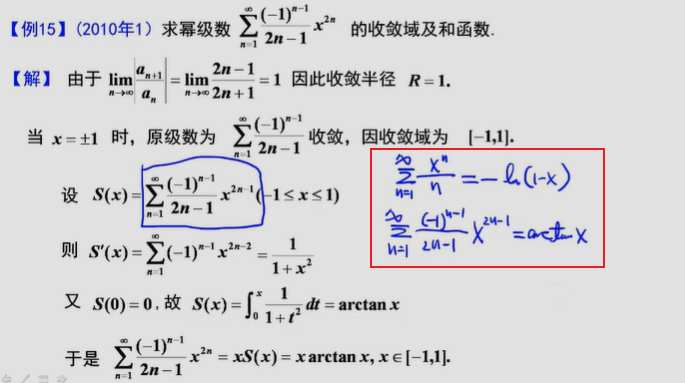 【例15】(2010年1) 求幂级数 $\sum_{n=1}^{\infty}\frac{(-1)^{n-1}}{2n-1}x^{2n}$ 的收敛域及和函数.
【解】 由于 $\lim_{n\to\infty}\left|\frac{a_{n+1}}{a_n}\right|=\lim_{n\to\infty}\frac{2n-1}{2n+1}=1$ 因此收敛半径 $R=1.$
当 $x=\pm1$ 时，原级数为 $\sum_{n=1}^{\infty}\frac{(-1)^{n-1}}{2n-1}$ 收敛，因收敛域为 $[-1,1].$
$\sum_{n=1}^{\infty}\frac{x^n}{n}=-\ln(1-x)$
设 $S(x)=\sum_{n=1}^{\infty}\frac{(-1)^{n-1}}{2n-1}x^{2n-1}(-1\le x\le 1)$
$\sum_{n=1}^{\infty}\frac{(-1)^{n-1}}{2n-1}x^{2n-1}=\arctan x$
则 $S'(x)=\sum_{n=1}^{\infty}(-1)^{n-1}x^{2n-2}=\frac{1}{1+x^2}$
又 $S(0)=0$, 故 $S(x)=\int_0^x\frac{1}{1+t^2}dt=\arctan x$
于是 $\sum_{n=1}^{\infty}\frac{(-1)^{n-1}}{2n-1}x^{2n}=xS(x)=x\arctan x, x\in[-1,1].$